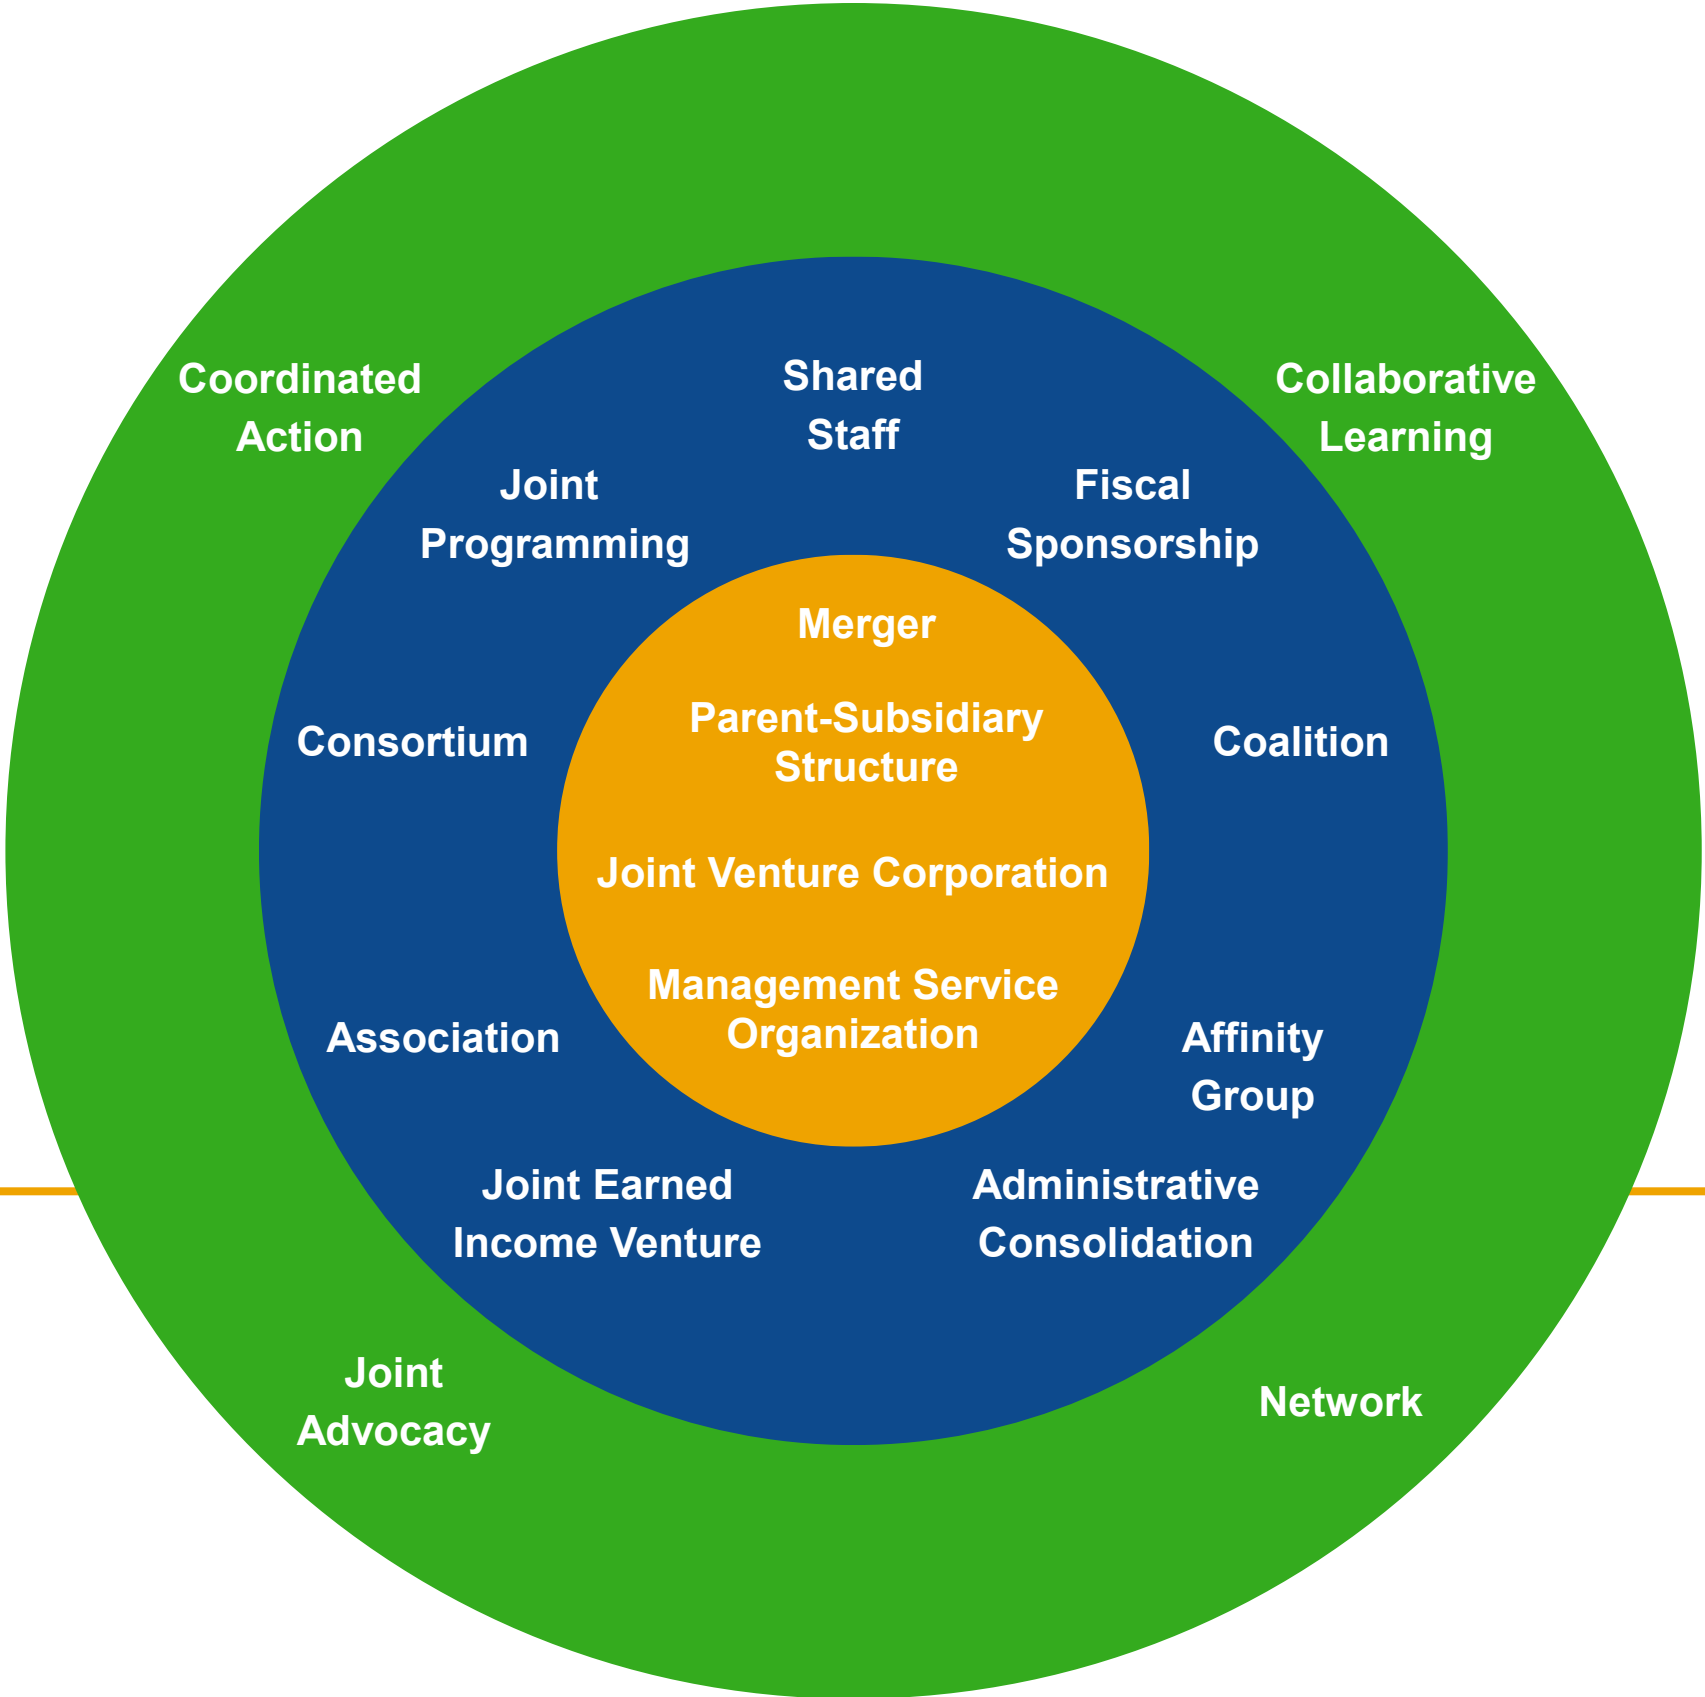 Coordinated
Action
Shared
Staff
Collaborative
Learning
Joint
Programming
Fiscal
Sponsorship
Merger
Parent-Subsidiary
Structure
Consortium
Coalition
Joint Venture Corporation
Management Service
Organization
Association
Affinity
Group
Joint Earned
Income Venture
Administrative
Consolidation
Joint
Advocacy
Network